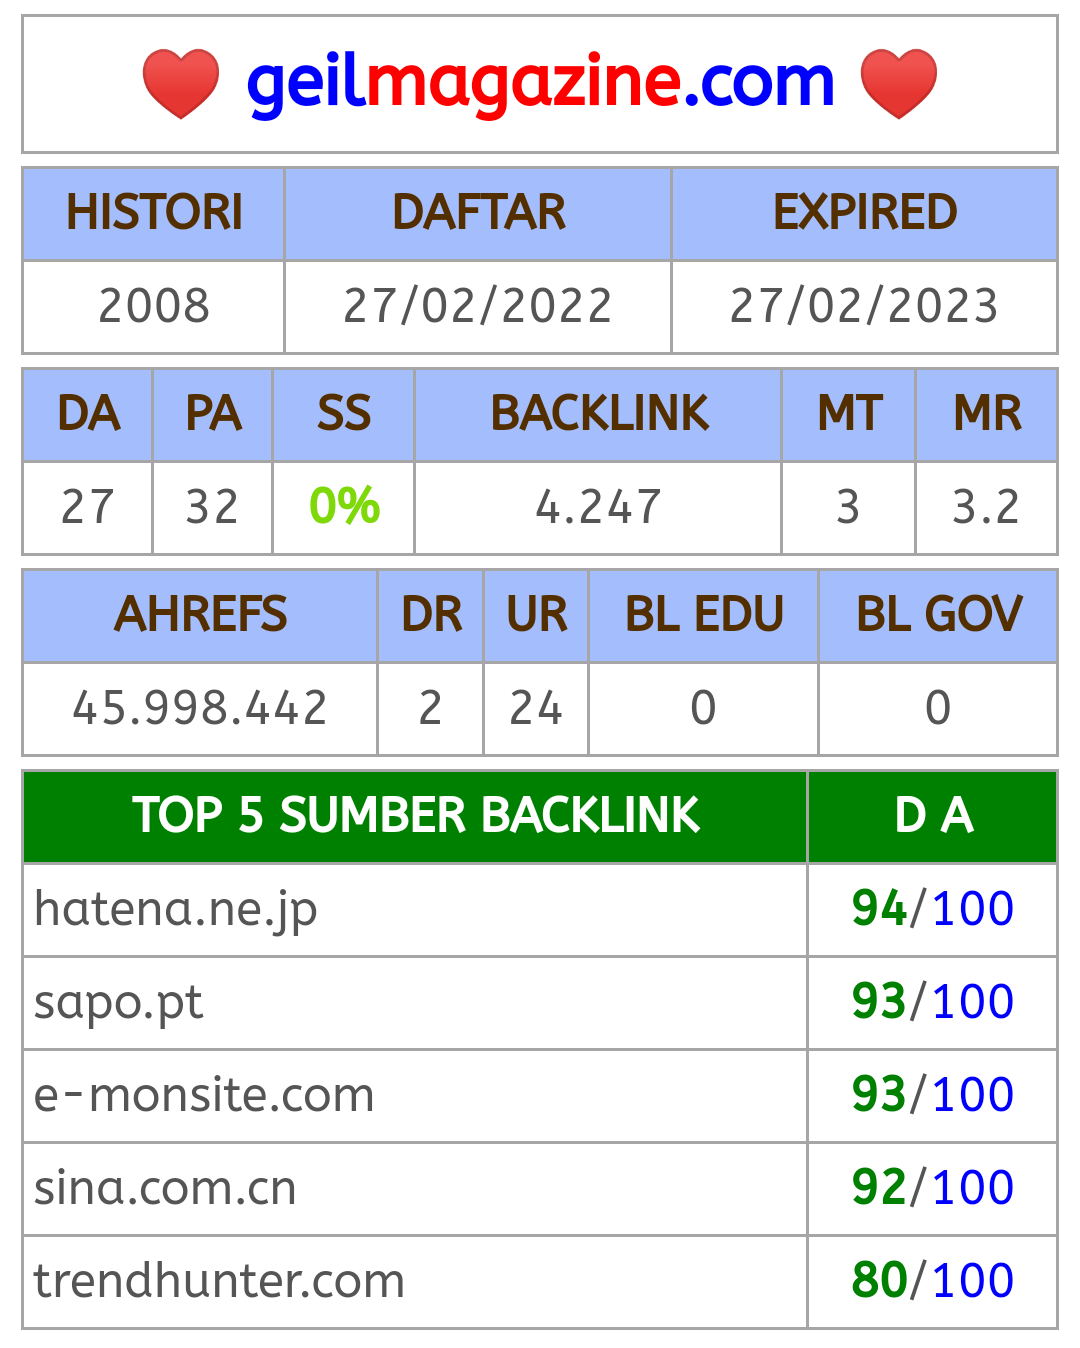 geilmagazine.com
HISTORI DAFTAR EXPIRED
2008 27/02/2022 27/02/2023
DA PA SS BACKLINK MT MR
27 32 0% 4.247 3 3.2
AHREFS DR UR BL EDU BL GOV
45.998.442 2 24 0 0
TOP 5 SUMBER BACKLINK D A
hatena.ne.jp 94/100
sapo.pt 93/100
e-monsite.com 93/100
sina.com.cn 92/100
trendhunter.com 80/100